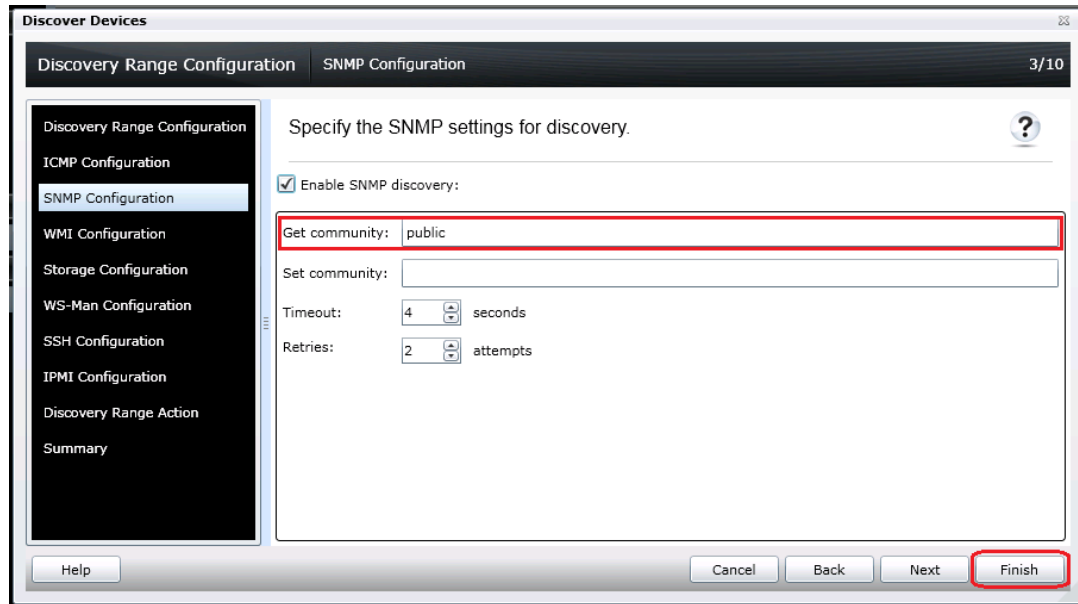 Discover Devices
Discovery Range Configuration SNMP Configuration 3/10
Discovery Range Configuration
ICMP Configuration
SNMP Configuration
WMI Configuration
Storage Configuration
WS-Man Configuration
SSH Configuration
IPMI Configuration
Discovery Range Action
Summary
Specify the SNMP settings for discovery. ?
Enable SNMP discovery:
Get community: public
Set community:
Timeout: 4 seconds
Retries: 2 attempts
Help Cancel Back Next Finish